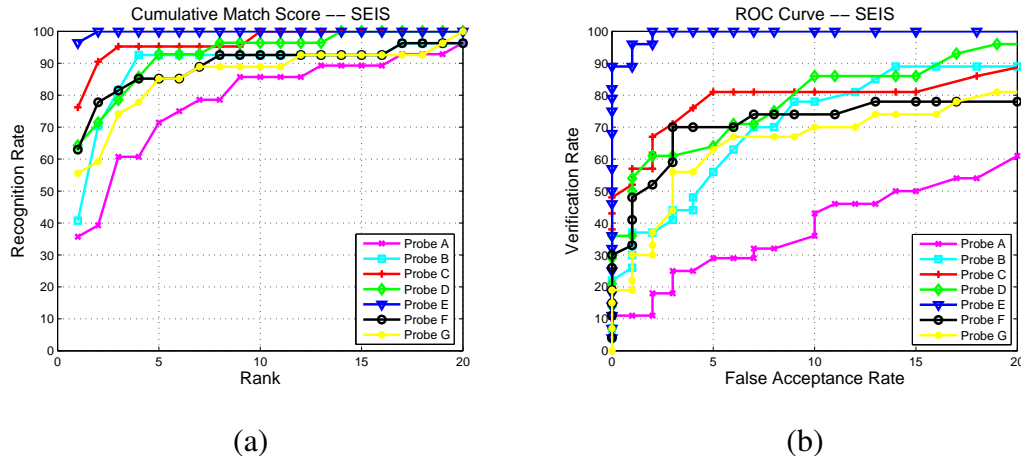 Cumulative Match Score −− SEIS
100
90
80
70
60
50
40
30
20
10
0
0 5 10 15 20
Recognition Rate
Rank
Probe A
Probe B
Probe C
Probe D
Probe E
Probe F
Probe G
(a)
ROC Curve −− SEIS
100
90
80
70
60
50
40
30
20
10
0
0 5 10 15 20
Verification Rate
False Acceptance Rate
Probe A
Probe B
Probe C
Probe D
Probe E
Probe F
Probe G
(b)